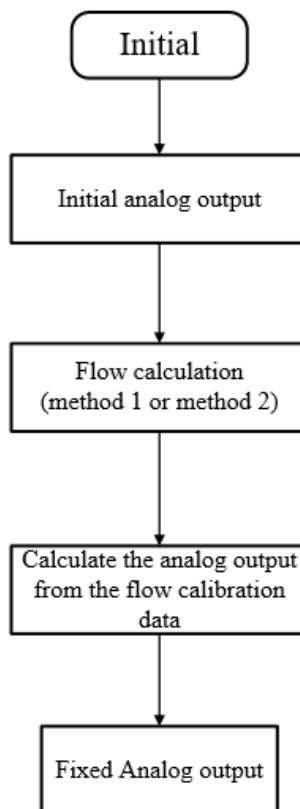 Initial
Initial analog output
Flow calculation
(method 1 or method 2)
Calculate the analog output
from the flow calibration
data
Fixed Analog output